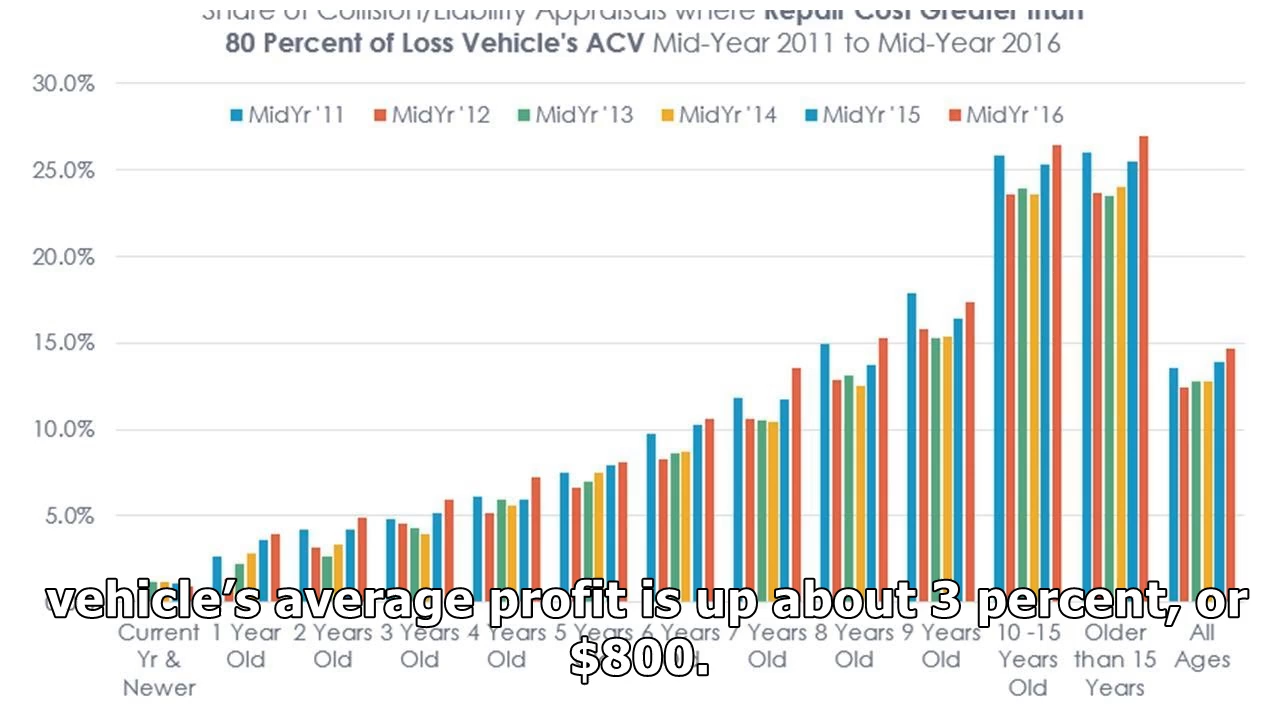 Share of Collision/Liability Appraisals where Repair Cost Greater than
80 Percent of Loss Vehicle's ACV Mid-Year 2011 to Mid-Year 2016
30.0%
MidYr '11 MidYr '12 MidYr '13 MidYr '14 MidYr '15 MidYr '16
25.0%
20.0%
15.0%
10.0%
5.0%
vehicle's average profit is up about 3 percent, or
$800.
Current Yr & Newer
1 Year Old
2 Years Old
3 Years Old
4 Years Old
5 Years
6 Years
7 Years Old
8 Years Old
9 Years Old
10 -15 Years Old
Older than 15 Years
All Ages